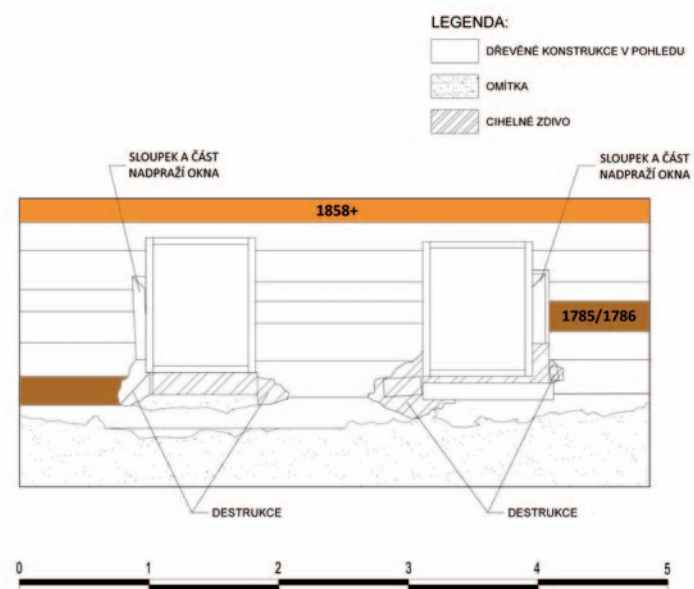 LEGENDA:
DŘEVĚNÉ KONSTRUKCE V POHLEDU
OMÍTKA
CIHELNÉ ZDIVO
SLOUPEK A ČÁST
NADPRAŽÍ OKNA
SLOUPEK A ČÁST
NADPRAŽÍ OKNA
1858+
1785/1786
DESTRUKCE
DESTRUKCE
0 1 2 3 4 5